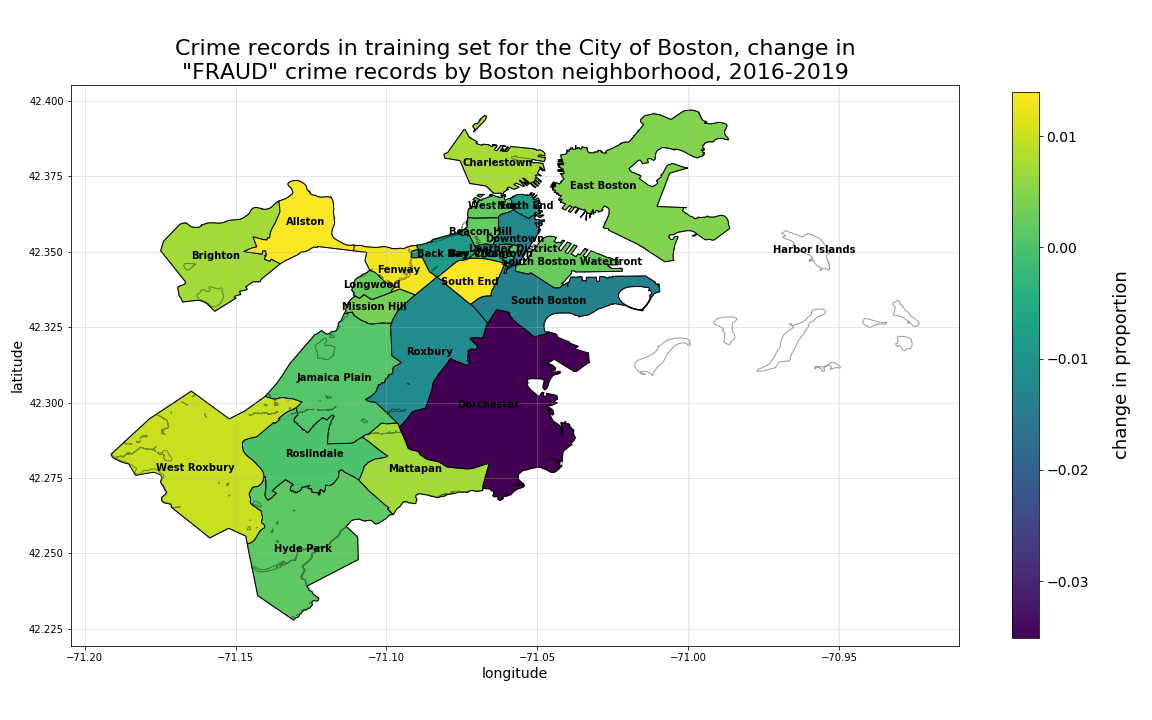 Crime records in training set for the City of Boston, change in
"FRAUD" crime records by Boston neighborhood, 2016-2019
42.400
42.375
42.350
42.325
42.300
42.275
42.250
42.225
latitude
Charlestown
East Boston
West End
North End
Allston
Beacon Hill
Downtown
Brighton
Leather District
Harbor Islands
Back Bay
Chinatown
South Boston Waterfront
Fenway
South End
Longwood
South Boston
Mission Hill
Roxbury
Jamaica Plain
Dorchester
Roslindale
West Roxbury
Mattapan
Hyde Park
−71.20
−71.15
−71.10
−71.05
−71.00
−70.95
longitude
0.01
0.00
−0.01
−0.02
−0.03
change in proportion